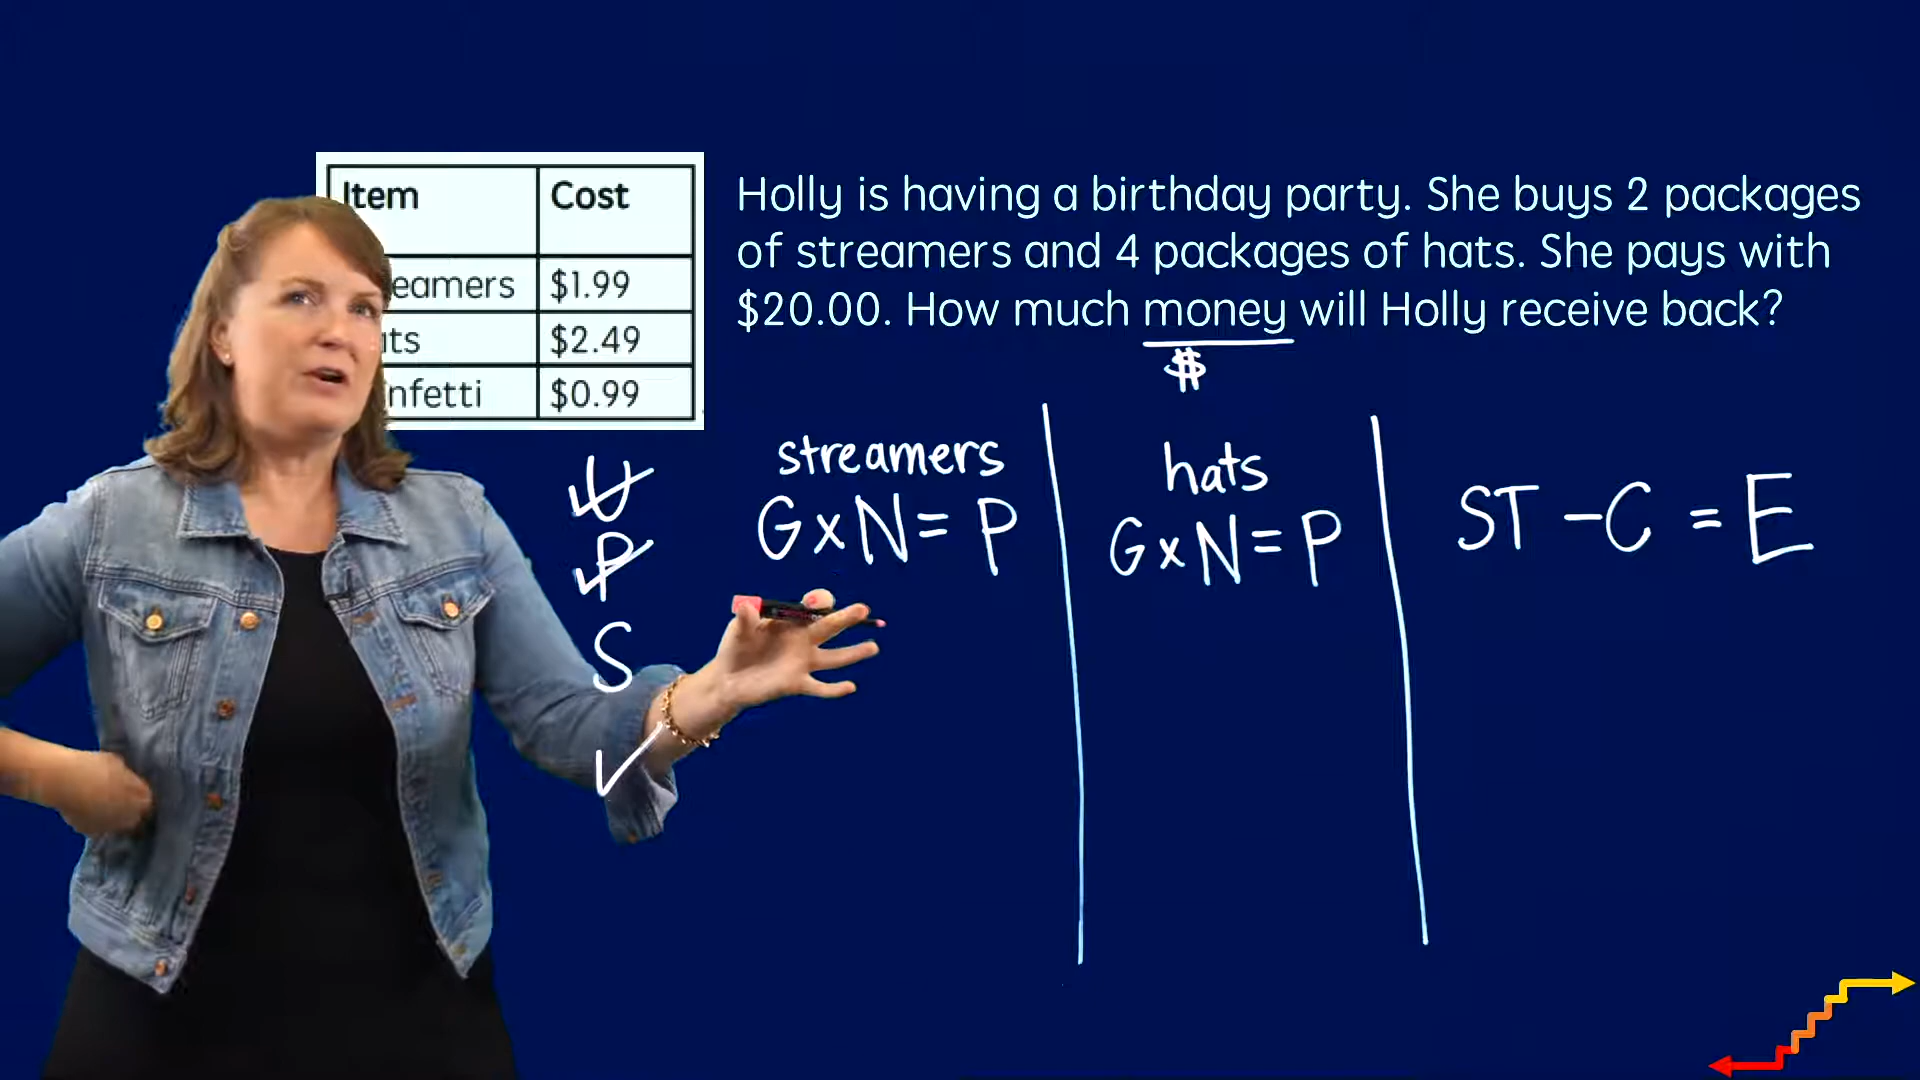 Item Cost
eamers $1.99
ts $2.49
nfetti $0.99
Holly is having a birthday party. She buys 2 packages
of streamers and 4 packages of hats. She pays with
$20.00. How much money will Holly receive back?
$
U
P
S
✓
streamers
G x N = P
hats
G x N = P
ST - C = E